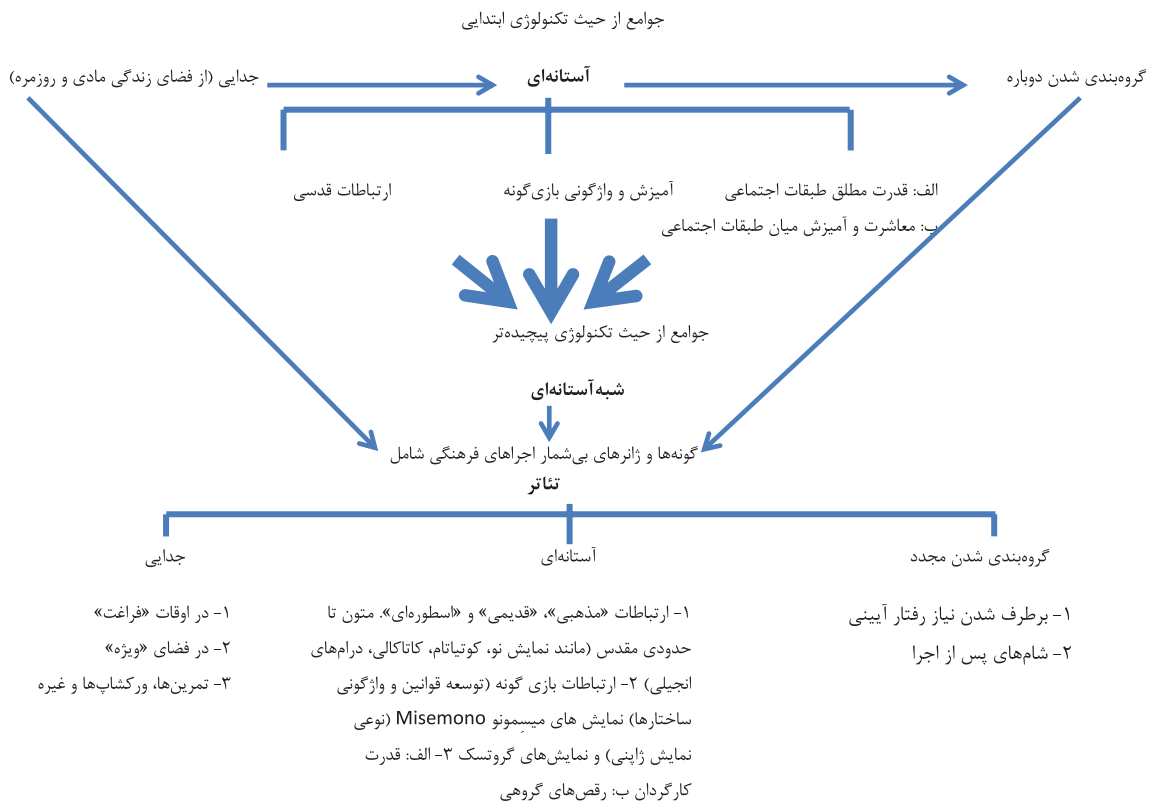 جوامع از حیث تکنولوژی ابتدایی
گروه‌بندی شدن دوباره
آستانه‌ای
جدایی (از فضای زندگی مادی و روزمره)
الف: قدرت مطلق طبقات اجتماعی
ب: معاشرت و آمیزش میان طبقات اجتماعی
آمیزش و واژگونی بازی‌گونه
ارتباطات قدسی
جوامع از حیث تکنولوژی پیچیده‌تر
شبه‌آستانه‌ای
گونه‌ها و ژانرهای بی‌شمار اجراهای فرهنگی شامل
تئاتر
گروه‌بندی شدن مجدد
۱- برطرف شدن نیاز رفتار آیینی
۲- شام‌های پس از اجرا
آستانه‌ای
۱- ارتباطات «مذهبی»، «قدیمی» و «اسطوره‌ای». متون تا
حدودی مقدس (مانند نمایش نو، کوتیاتام، کاتاکالی، درام‌های
انجیلی) ۲- ارتباطات بازی گونه (توسعه قوانین و واژگونی
ساختارها) نمایش های میسِمونو Misemono (نوعی
نمایش ژاپنی) و نمایش‌های گروتسک ۳- الف: قدرت
کارگردان ب: رقص‌های گروهی
جدایی
۱- در اوقات «فراغت»
۲- در فضای «ویژه»
۳- تمرین‌ها، ورکشاپ‌ها و غیره